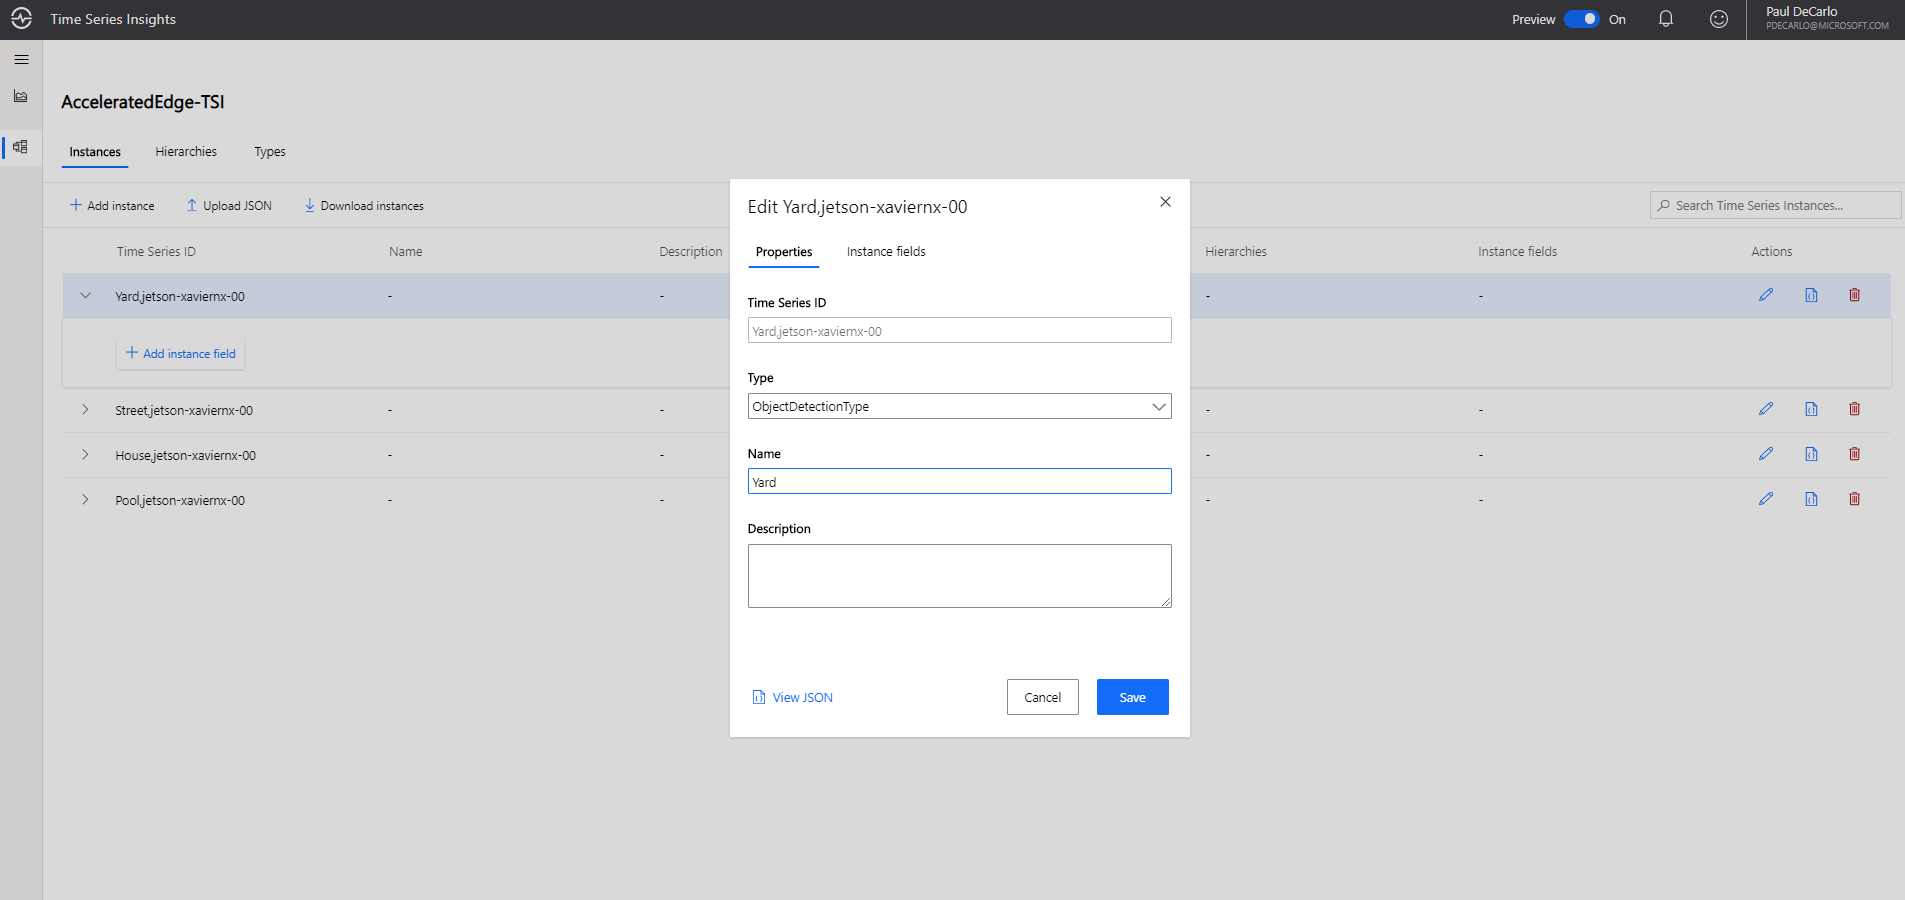 Time Series Insights
Preview On
Paul DeCarlo
PDECARLO@MICROSOFT.COM
AcceleratedEdge-TSI
Instances Hierarchies Types
Add instance Upload JSON Download instances
Search Time Series Instances...
Time Series ID Name Description Hierarchies Instance fields Actions
Yard,jetson-xaviernx-00 - - - -
Add instance field
Street,jetson-xaviernx-00 - - - -
House,jetson-xaviernx-00 - - - -
Pool,jetson-xaviernx-00 - - - -
Edit Yard,jetson-xaviernx-00
Properties Instance fields
Time Series ID
Yard,jetson-xaviernx-00
Type
ObjectDetectionType
Name
Yard
Description
View JSON Cancel Save